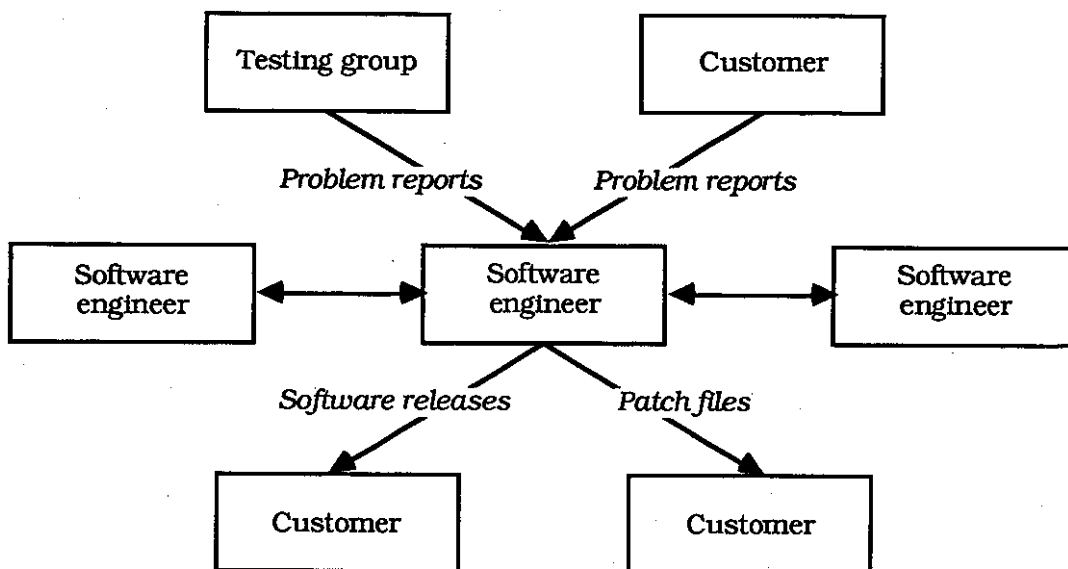 Testing group
Customer
Problem reports
Problem reports
Software
engineer
Software
engineer
Software
engineer
Software releases
Patch files
Customer
Customer